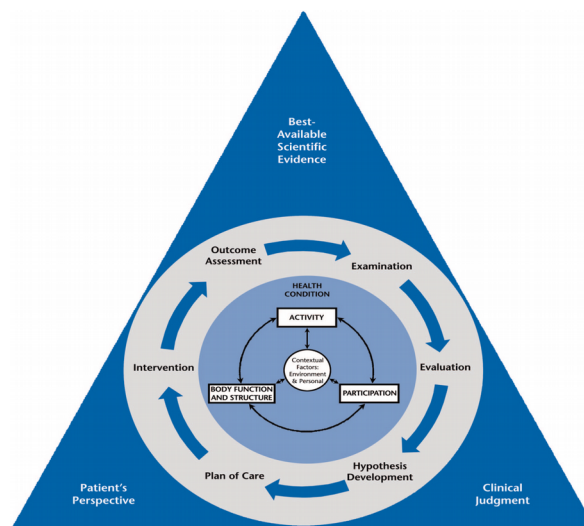 Best-
Available
Scientific
Evidence
Outcome
Assessment
Examination
HEALTH
CONDITION
ACTIVITY
Contextual
Factors:
Environment
& Personal
Intervention
Evaluation
BODY FUNCTION
AND STRUCTURE
PARTICIPATION
Plan of Care
Hypothesis
Development
Patient's
Perspective
Clinical
Judgment